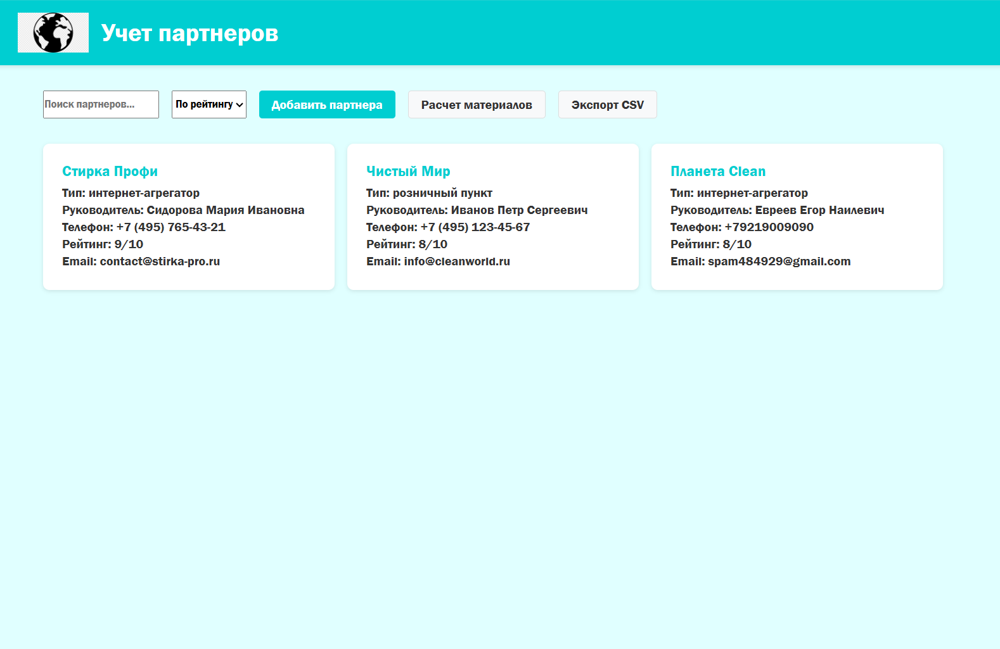 Учет партнеров
Поиск партнеров...
По рейтингу
Добавить партнера
Расчет материалов
Экспорт CSV
Стирка Профи
Тип: интернет-агрегатор
Руководитель: Сидорова Мария Ивановна
Телефон: +7 (495) 765-43-21
Рейтинг: 9/10
Email: contact@stirka-pro.ru
Чистый Мир
Тип: розничный пункт
Руководитель: Иванов Петр Сергеевич
Телефон: +7 (495) 123-45-67
Рейтинг: 8/10
Email: info@cleanworld.ru
Планета Clean
Тип: интернет-агрегатор
Руководитель: Евреев Егор Наилевич
Телефон: +79219009090
Рейтинг: 8/10
Email: spam484929@gmail.com